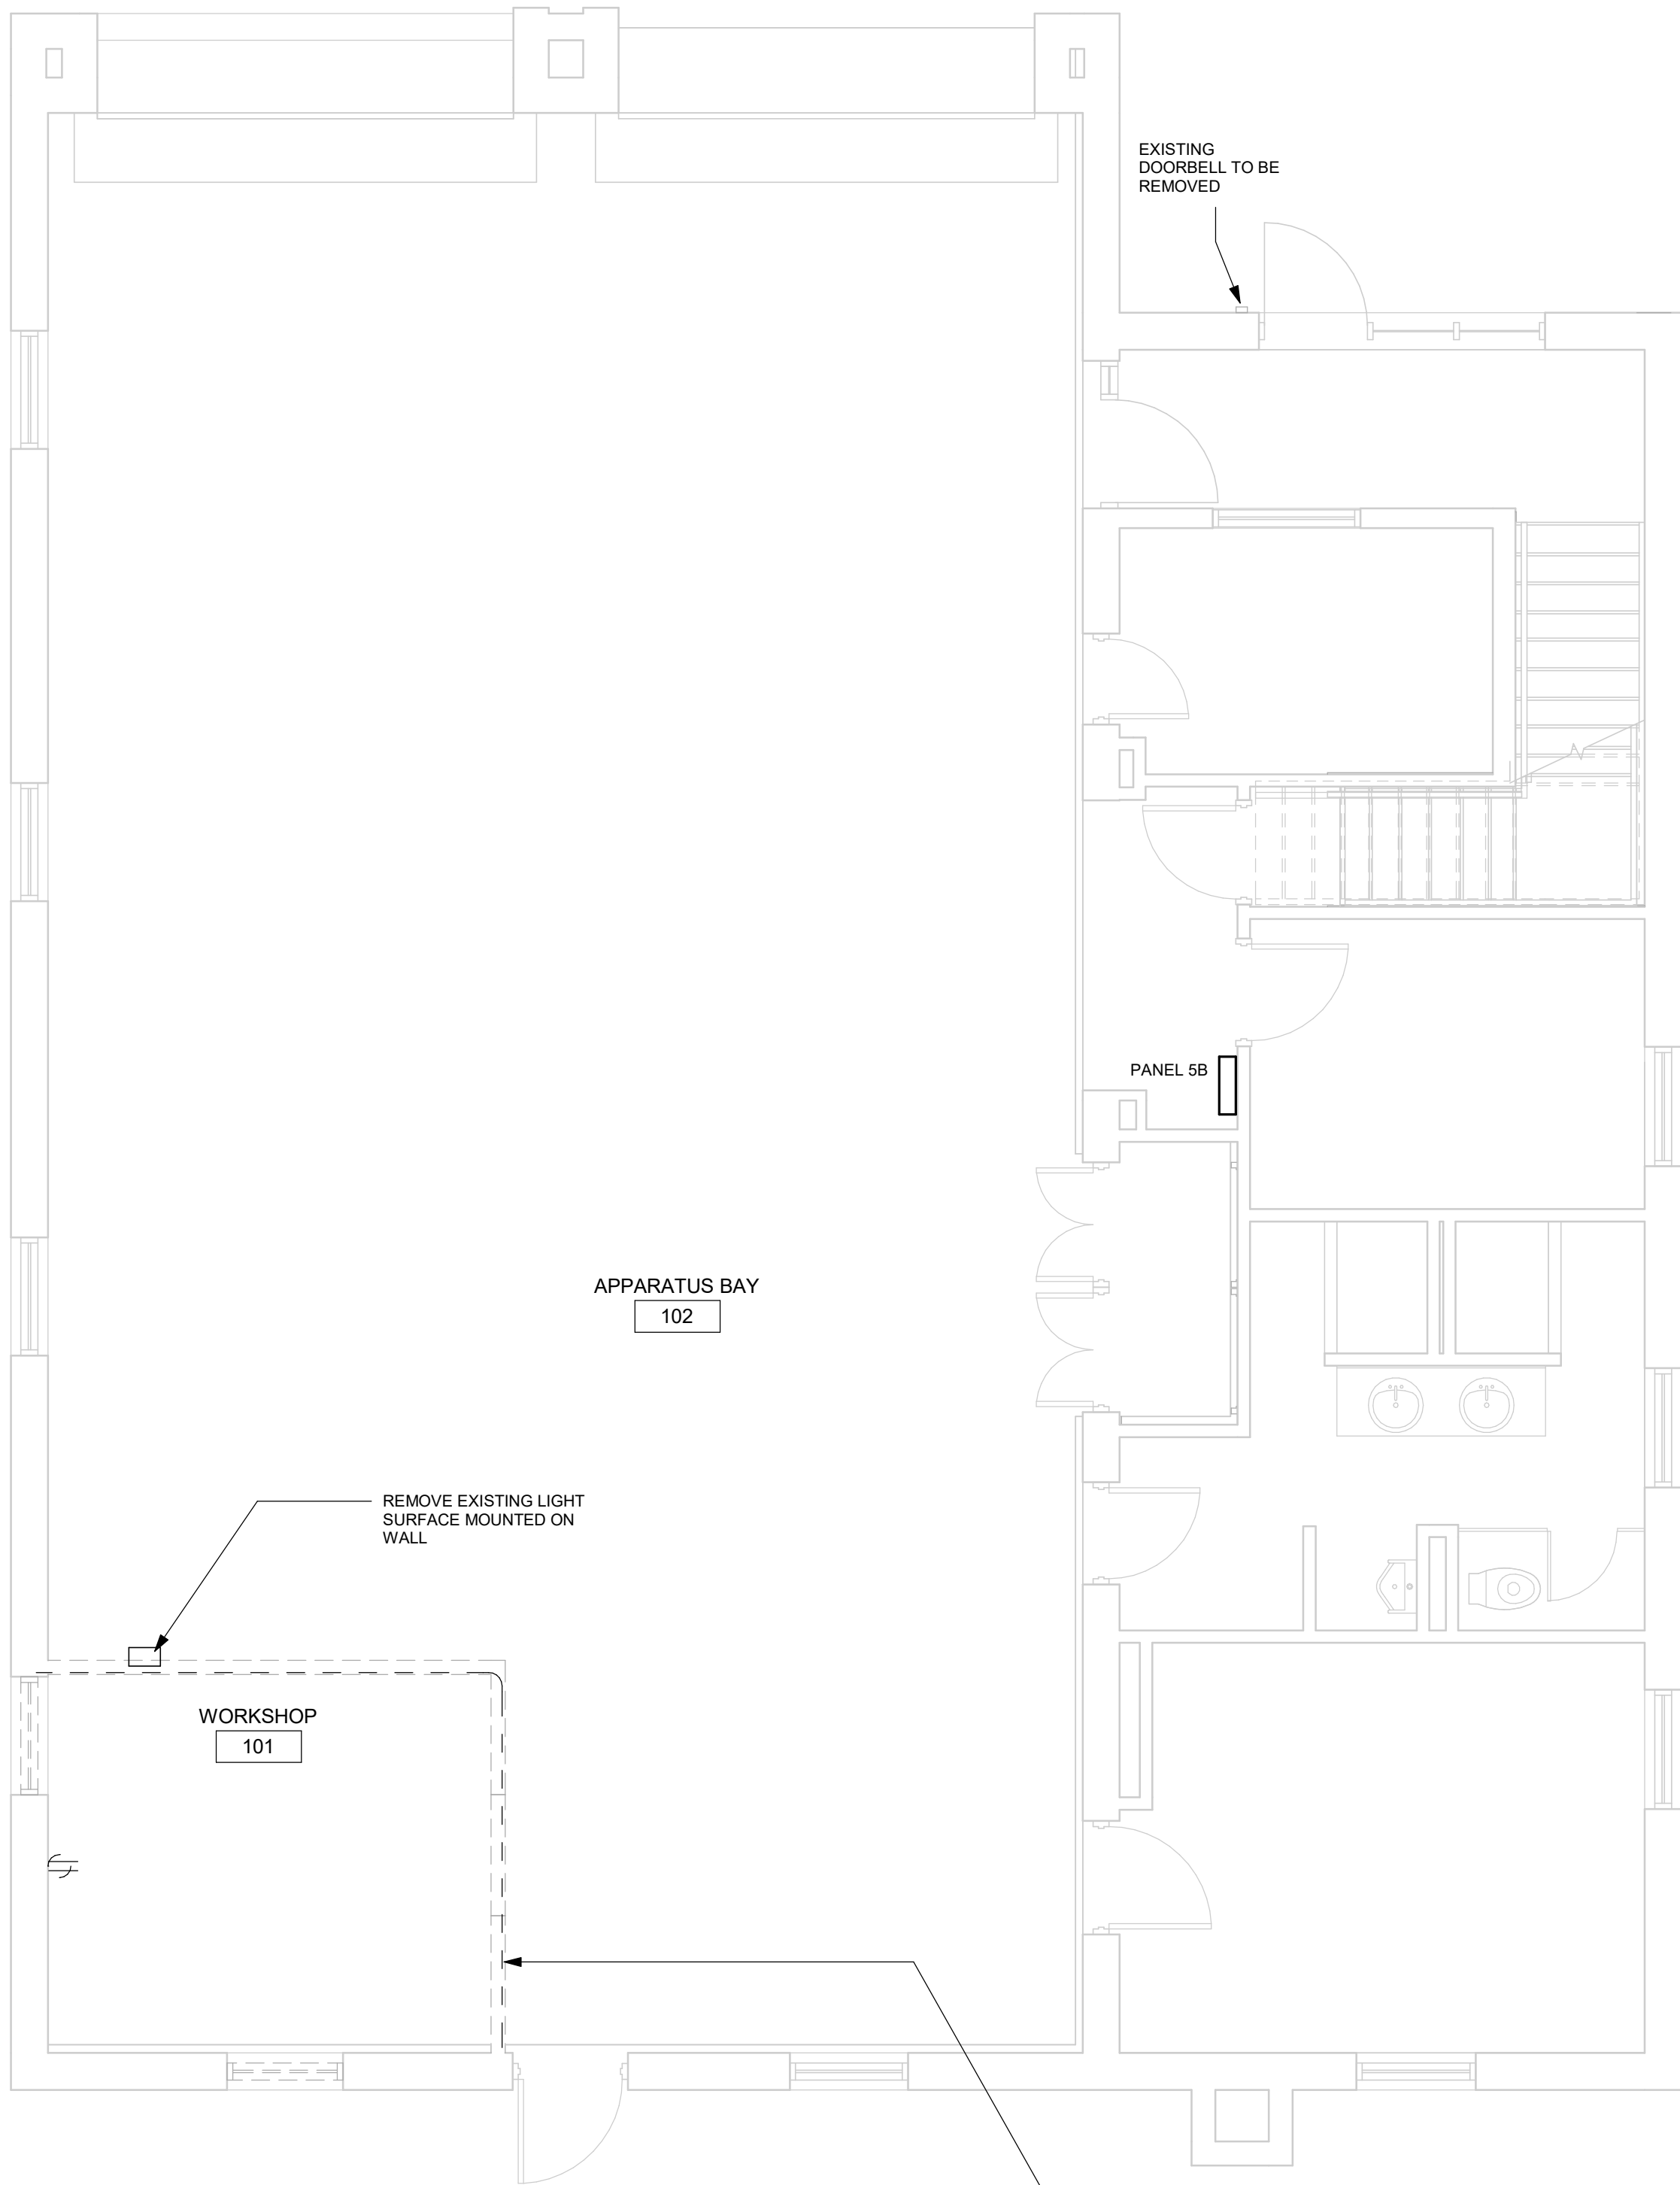 EXISTING
DOORBELL TO BE
REMOVED
PANEL 5B
APPARATUS BAY
102
REMOVE EXISTING LIGHT
SURFACE MOUNTED ON
WALL
WORKSHOP
101